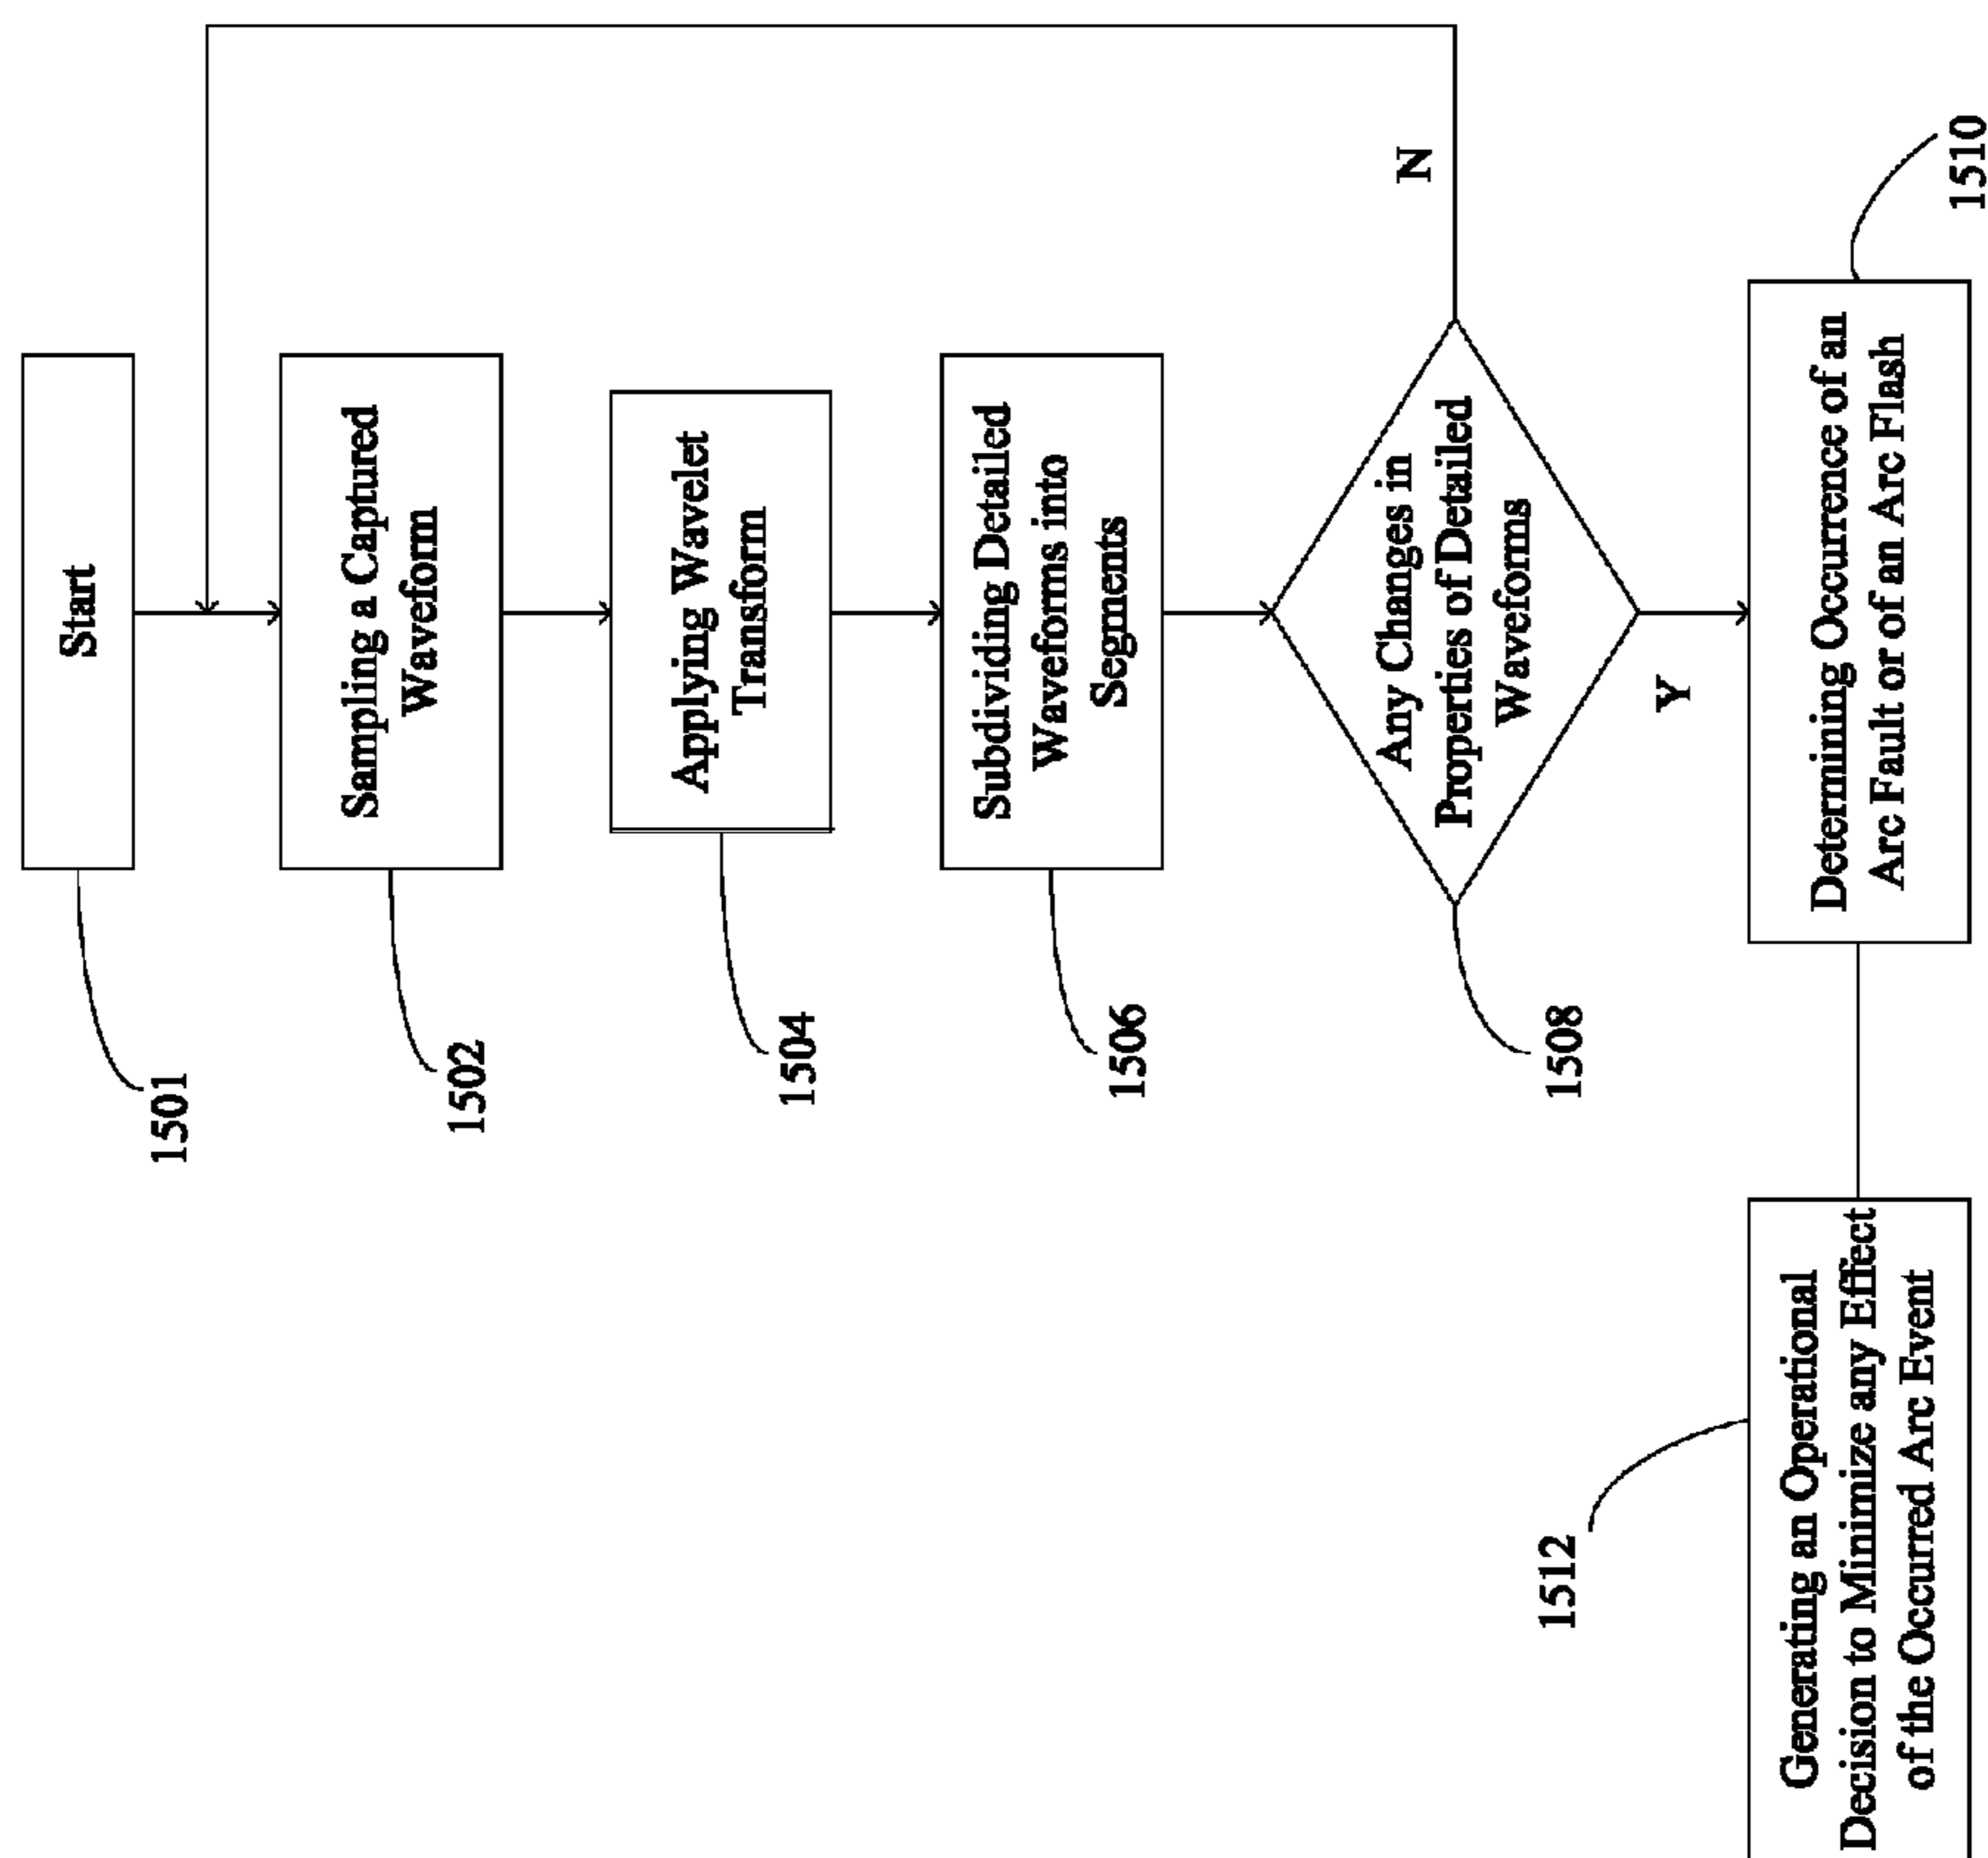 Start
1501
Sampling a Captured
Waveform
1502
Applying Wavelet
Transform
1504
Subdividing Detailed
Waveforms into
Segments
1506
Any Changes in
Properties of Detailed
Waveforms
1508
N
Y
Determining Occurrence of an
Arc Fault or of an Arc Flash
1510
Generating an Operational
Decision to Minimize any Effect
of the Occurred Arc Event
1512